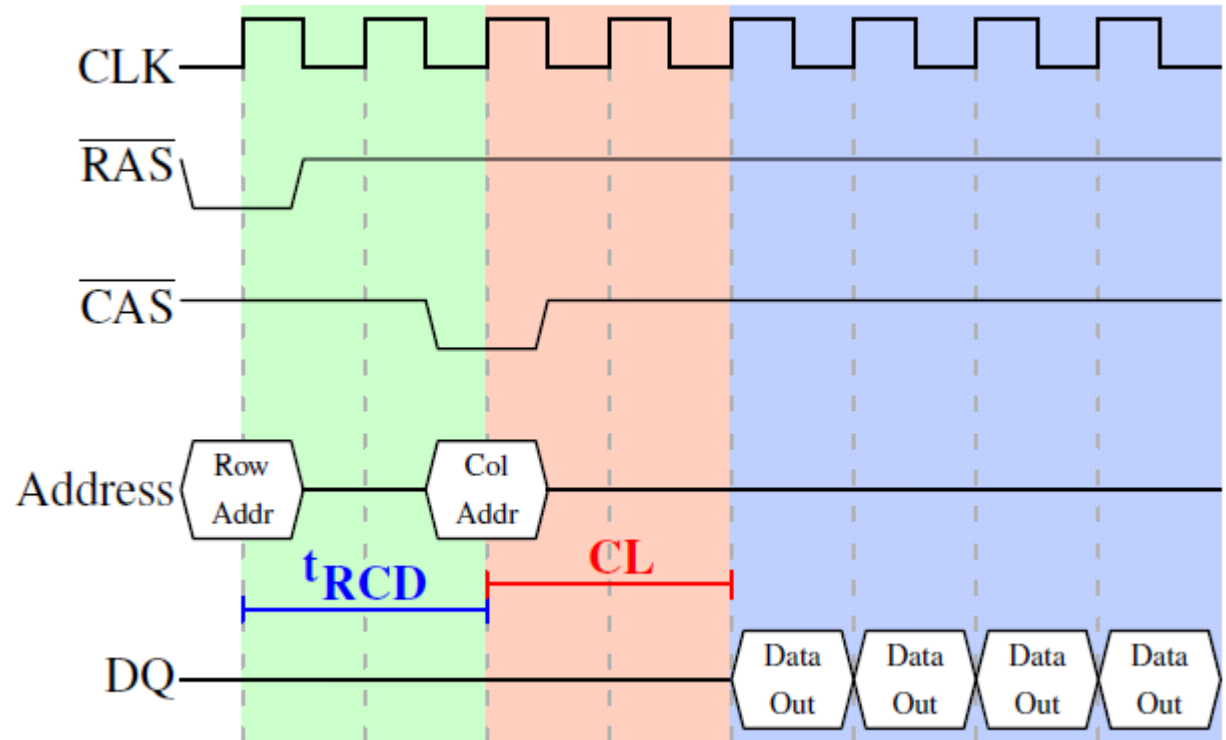 CLK
RAS
CAS
Address
Row
Addr
Col
Addr
tRCD
CL
DQ
Data
Out
Data
Out
Data
Out
Data
Out